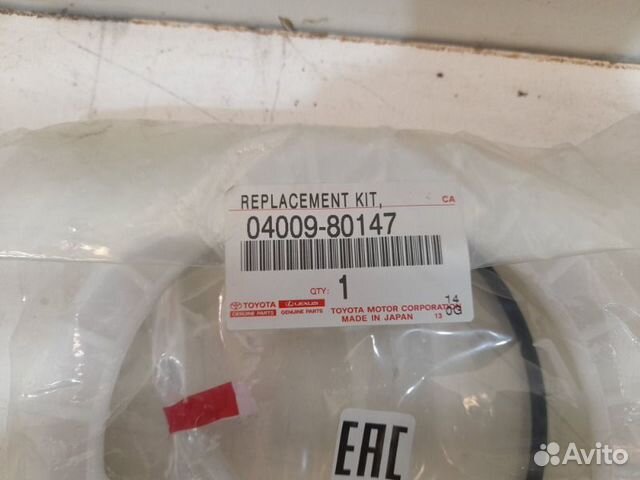 REPLACEMENT KIT,
CA
04009-80147
QTY: 1
TOYOTA LEXUS
GENUINE PARTS GENUINE PARTS
TOYOTA MOTOR CORPORATION
MADE IN JAPAN 13
14
0G
EAC
Avito